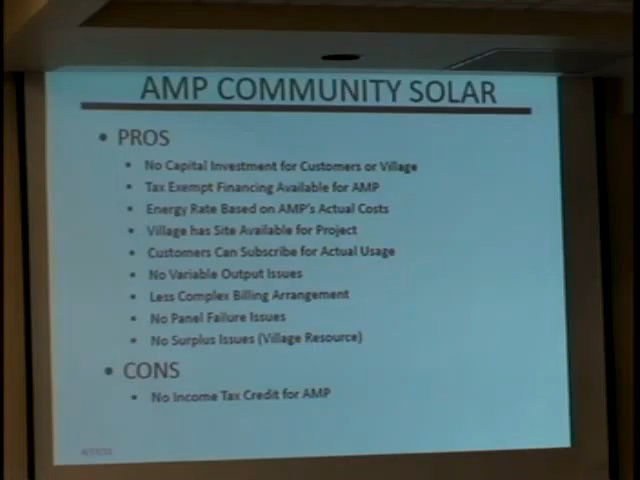 AMP COMMUNITY SOLAR
• PROS
• No Capital Investment for Customers or Village
• Tax Exempt Financing Available for AMP
• Energy Rate Based on AMP's Actual Costs
• Village has Site Available for Project
• Customers Can Subscribe for Actual Usage
• No Variable Output Issues
• Less Complex Billing Arrangement
• No Panel Failure Issues
• No Surplus Issues (Village Resource)
• CONS
• No Income Tax Credit for AMP